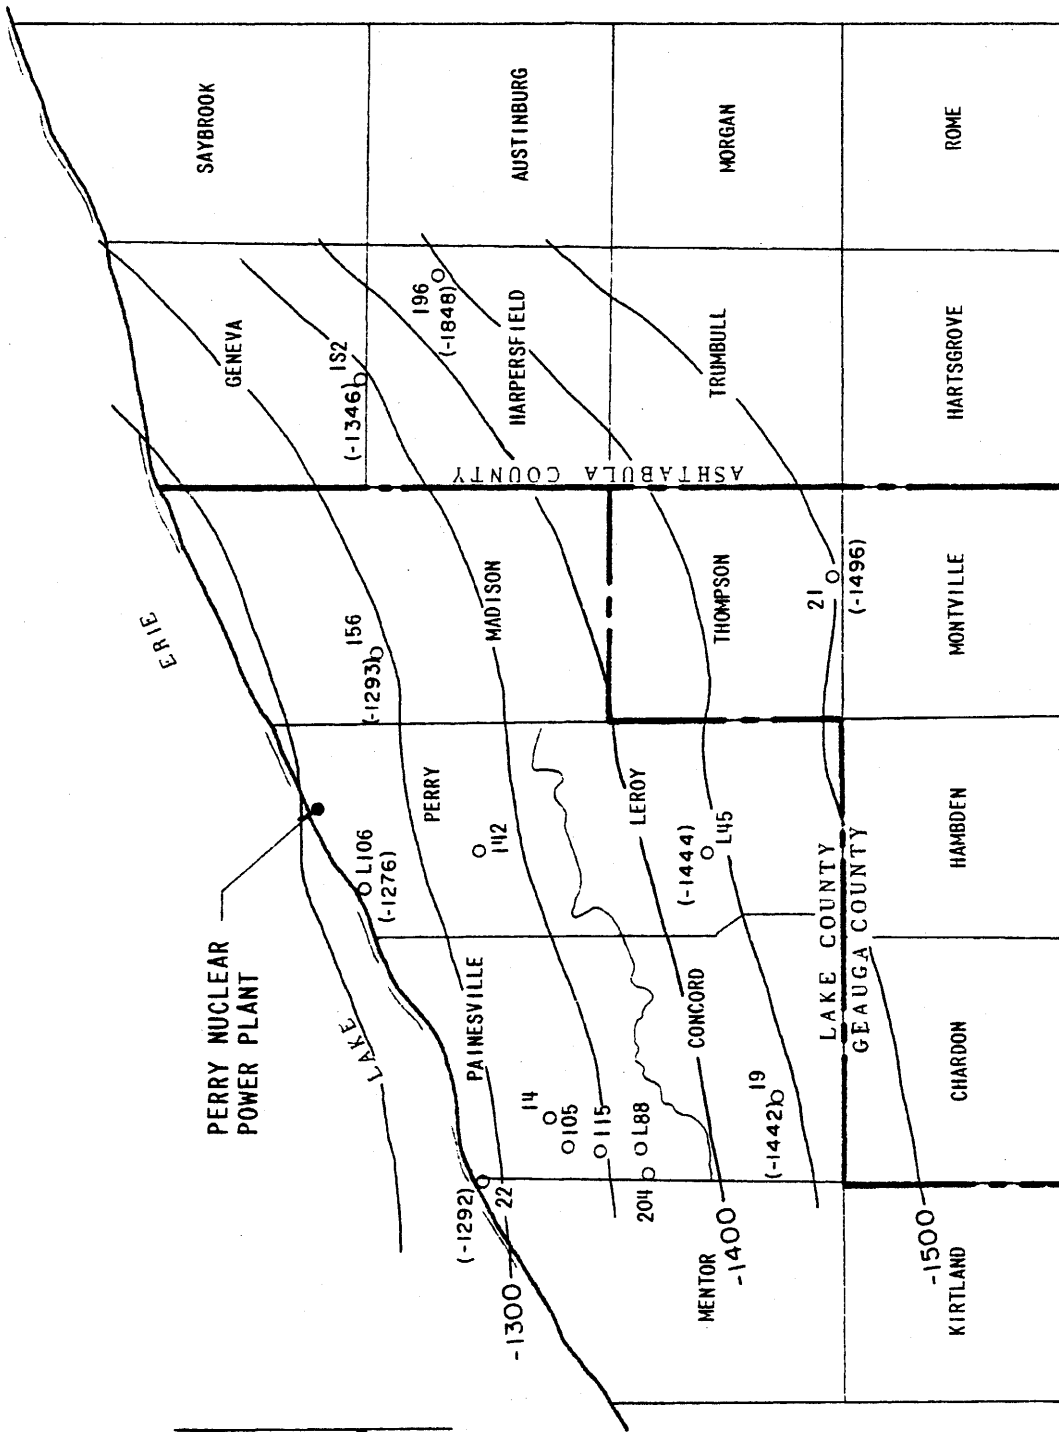 SAYBROOK
AUSTINBURG
MORGAN
ROME
GENEVA
HARPERSFIELD
TRUMBULL
HARTSGROVE
196
(-1848)
152
(-1346)
ASHTABULA COUNTY
ERIE
156
(-1293)
MADISON
THOMPSON
21
(-1496)
MONTVILLE
PERRY NUCLEAR
POWER PLANT
L106
(-1276)
PERRY
142
LEROY
(-1444)
L45
HAMBDEN
LAKE COUNTY
GEAUGA COUNTY
LAKE
PAINESVILLE
CONCORD
CHARDON
14
105
115
L88
204
19
(-1442)
(-1292)
22
-1300
MENTOR
-1400
-1500
KIRTLAND